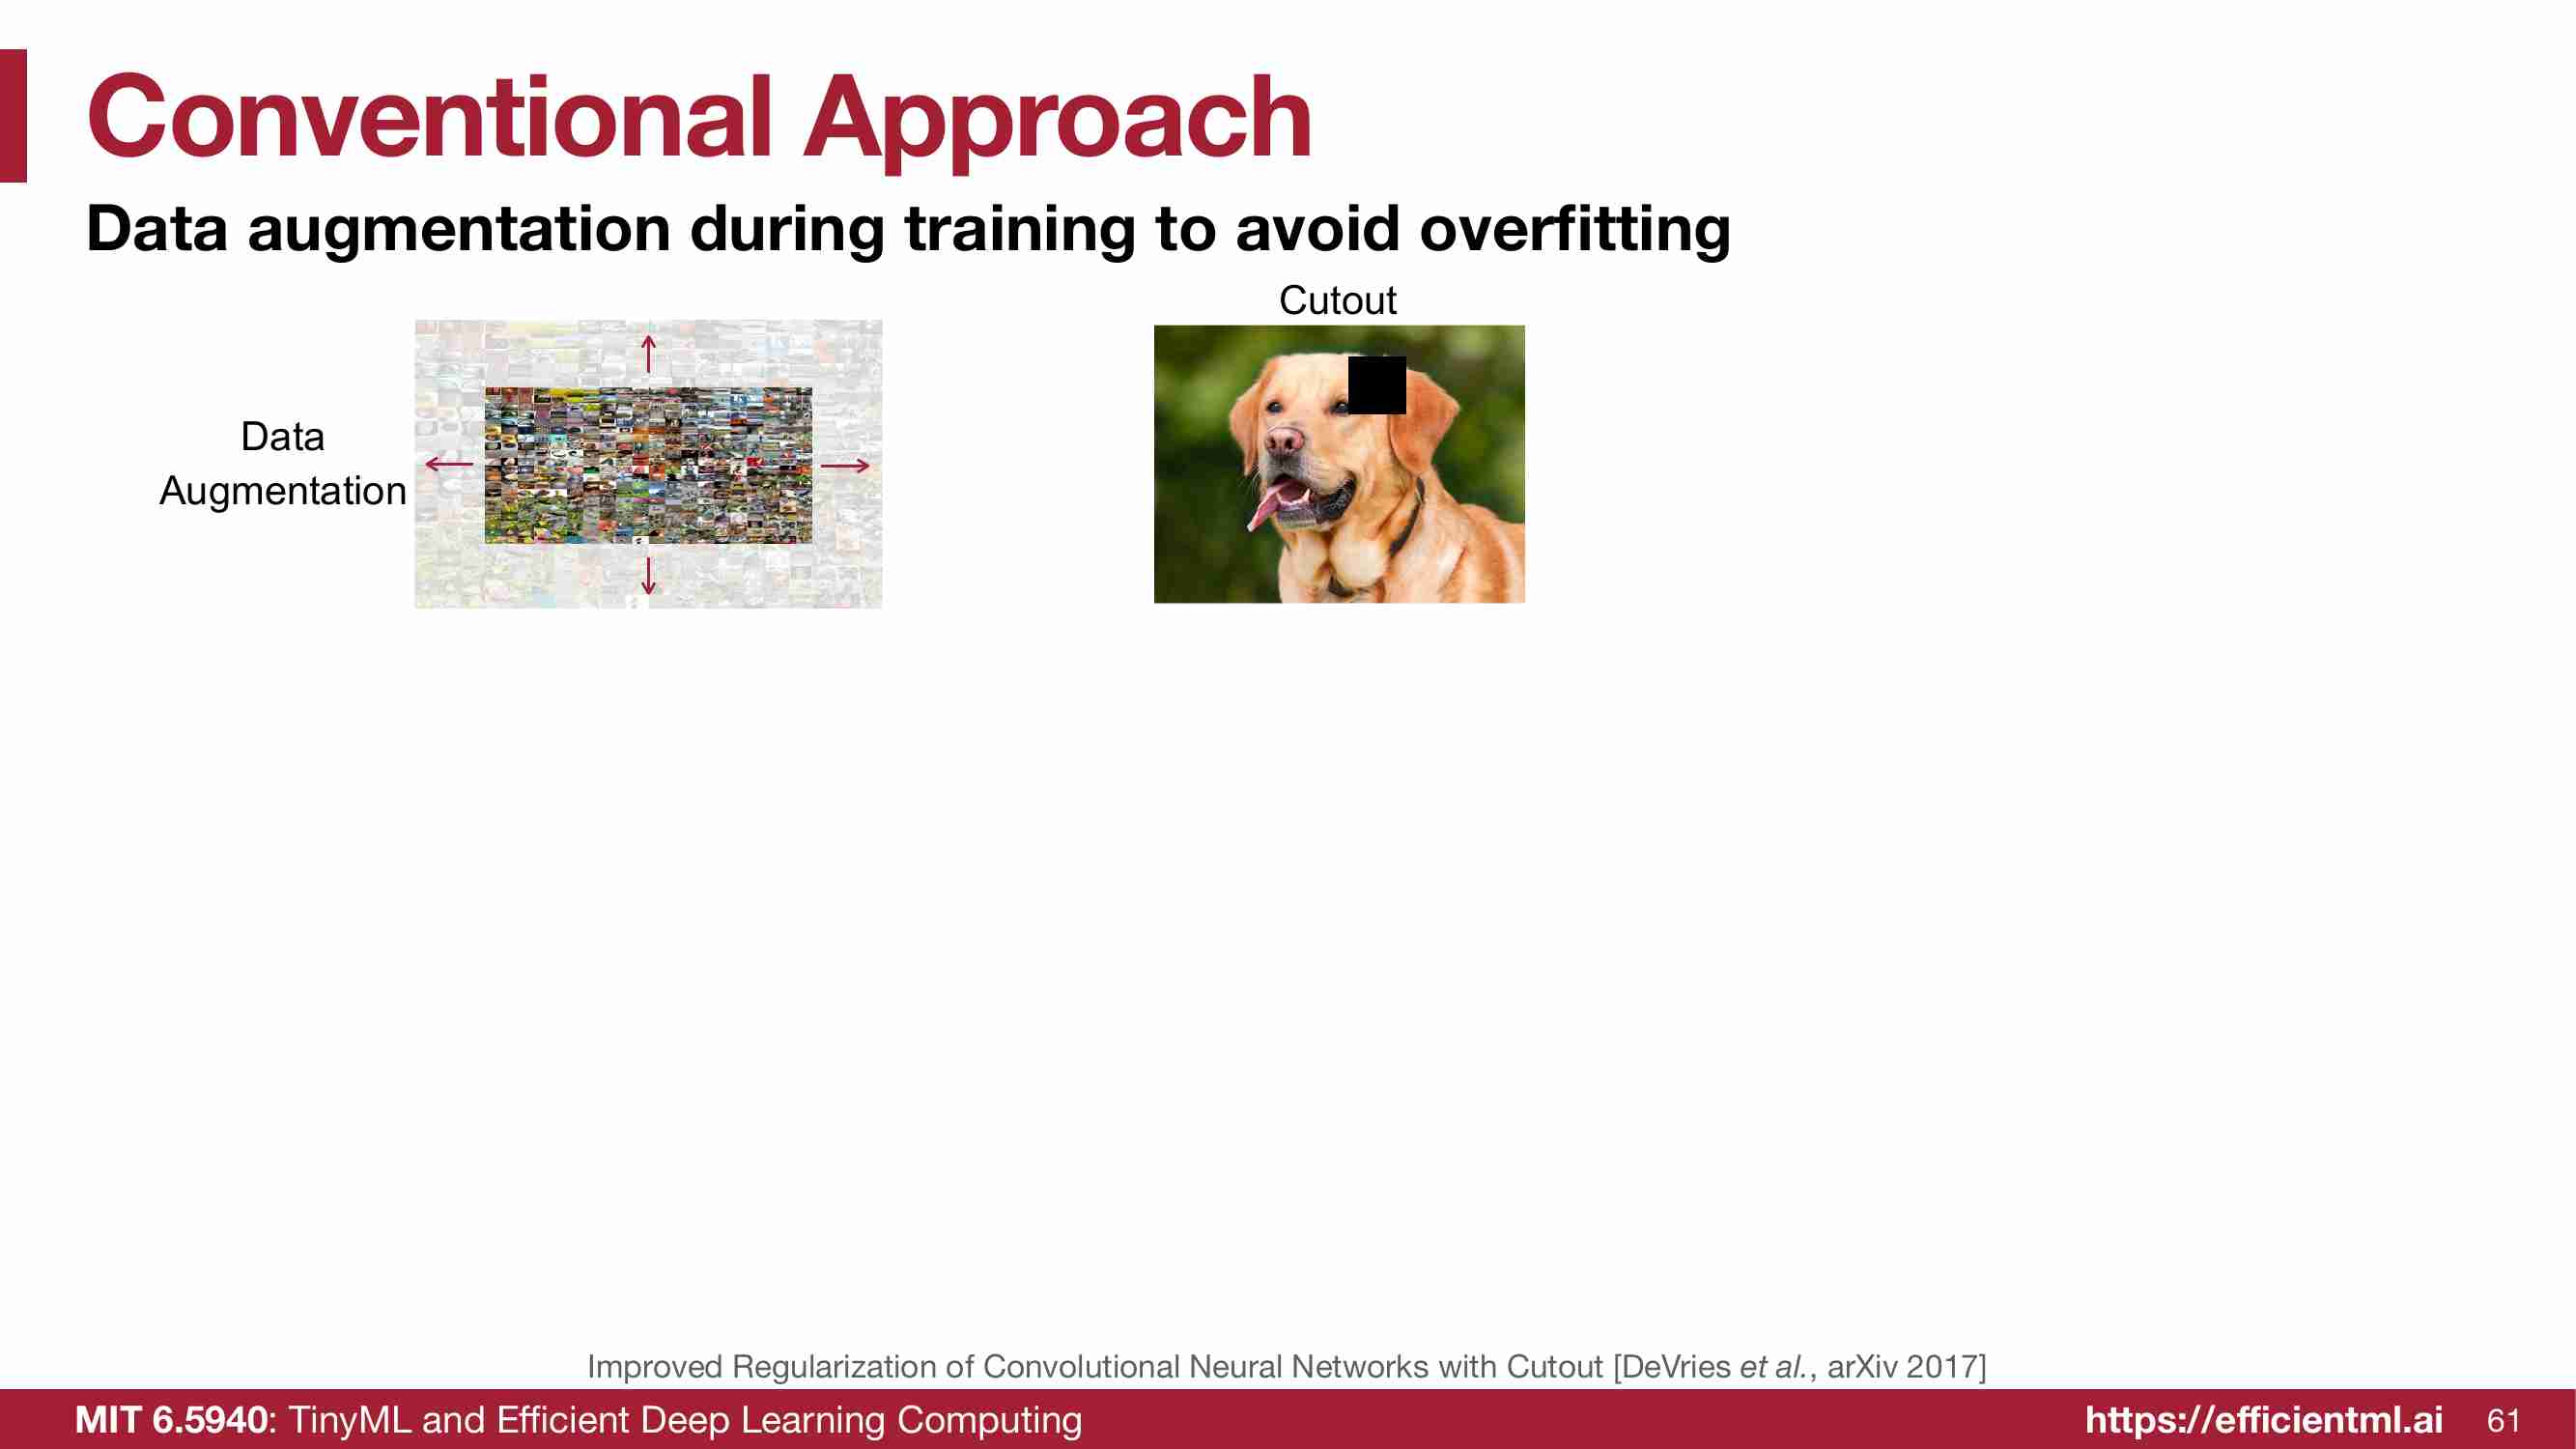 Conventional Approach
Data augmentation during training to avoid overfitting
Cutout
Data
Augmentation
Improved Regularization of Convolutional Neural Networks with Cutout [DeVries et al., arXiv 2017]
MIT 6.5940: TinyML and Efficient Deep Learning Computing
https://efficientml.ai 61